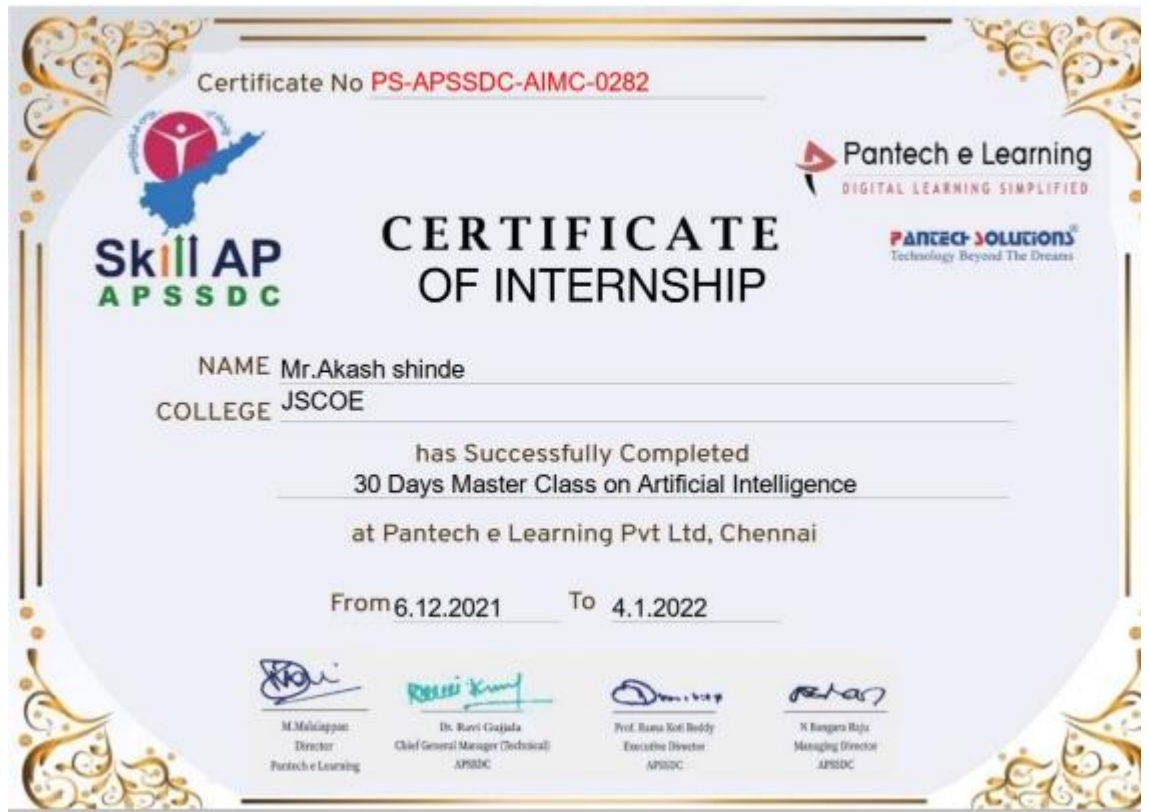 Certificate No PS-APSSDC-AIMC-0282
Pantech e Learning
DIGITAL LEARNING SIMPLIFIED
PANTECH SOLUTIONS®
Technology Beyond The Dreams
Skill AP
APSSDC
CERTIFICATE
OF INTERNSHIP
NAME Mr.Akash shinde
COLLEGE JSCOE
has Successfully Completed
30 Days Master Class on Artificial Intelligence
at Pantech e Learning Pvt Ltd, Chennai
From 6.12.2021 To 4.1.2022
M.Malaiappan
Director
Pantech e Learning
Dr. Ravi Gujjala
Chief General Manager (Technical)
APSSDC
Prof. Rama Koti Reddy
Executive Director
APSSDC
N Bangara Raju
Managing Director
APSSDC